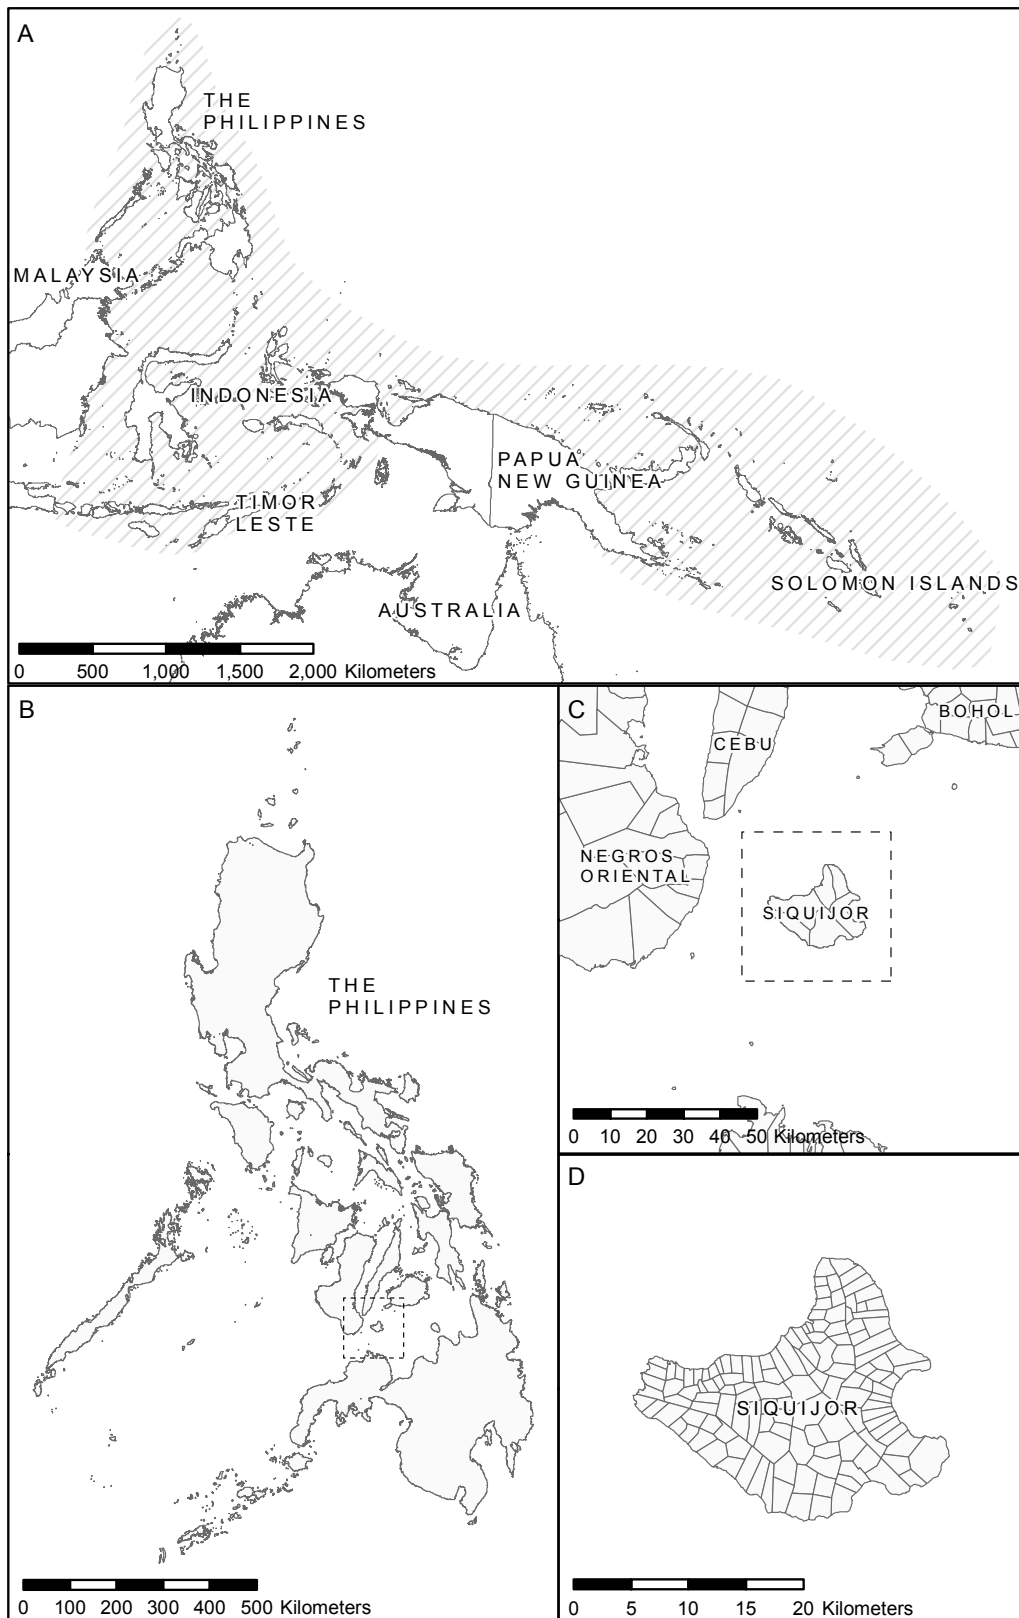 A
THE
PHILIPPINES
MALAYSIA
INDONESIA
PAPUA
NEW GUINEA
TIMOR
LESTE
SOLOMON ISLANDS
AUSTRALIA
0 500 1,000 1,500 2,000 Kilometers
B
THE
PHILIPPINES
0 100 200 300 400 500 Kilometers
C
BOHOL
CEBU
NEGROS
ORIENTAL
SIQUIJOR
0 10 20 30 40 50 Kilometers
D
SIQUIJOR
0 5 10 15 20 Kilometers